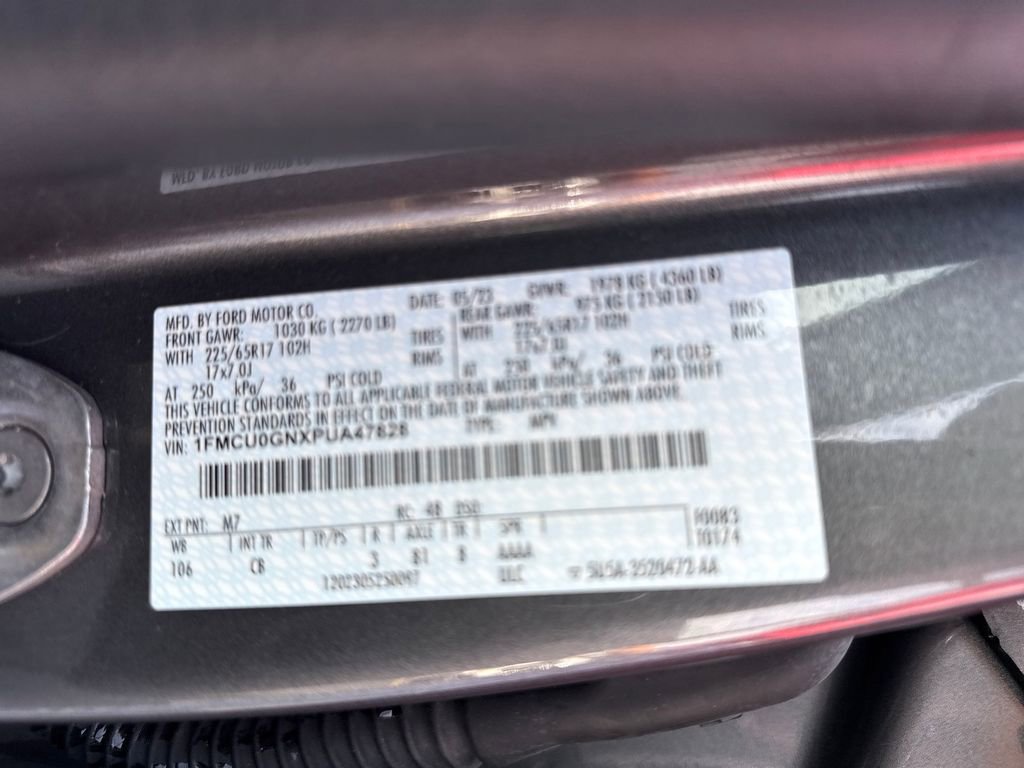 MFD. BY FORD MOTOR CO.
DATE: 05/23 GVWR: 1978 KG ( 4360 LB)
FRONT GAWR: 1030 KG ( 2270 LB) REAR GAWR: 975 KG ( 2150 LB)
WITH 225/65R17 102H TIRES WITH 225/65R17 102H TIRES
17x7.0J RIMS 17x7.0J RIMS
AT 250 kPa/ 36 PSI COLD AT 250 kPa/ 36 PSI COLD
THIS VEHICLE CONFORMS TO ALL APPLICABLE FEDERAL MOTOR VEHICLE SAFETY AND THEFT
PREVENTION STANDARDS IN EFFECT ON THE DATE OF MANUFACTURE SHOWN ABOVE.
VIN: 1FMCU0GNXPUA47828 TYPE: MPV
EXT PNT: M7 RC: 48 DSO:
WB INT TR TP/PS R AXLE TR SPR
106 CB 3 81 8 AAAA
10083
10174